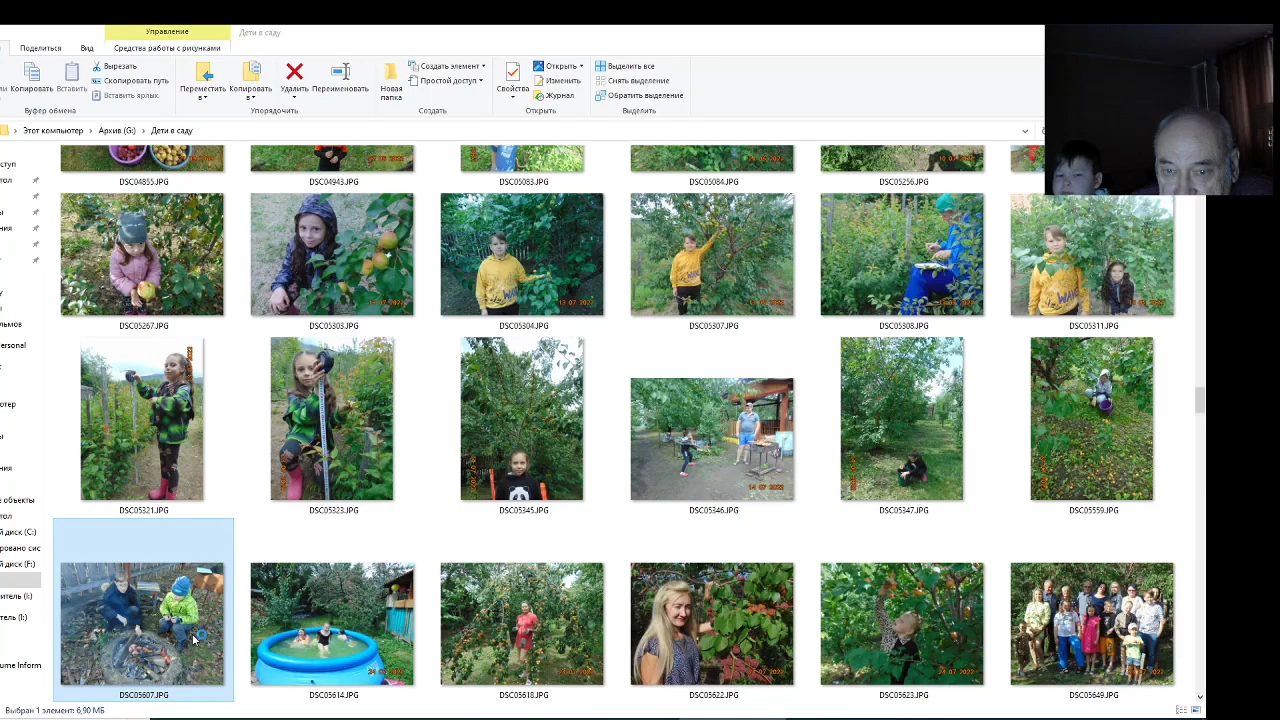 Управление
Дети в саду
Поделиться
Вид
Средства работы с рисунками
Копировать
Вставить
Вырезать
Скопировать путь
Вставить ярлык
Переместить в
Копировать в
Удалить
Переименовать
Новая папка
Создать элемент
Простой доступ
Свойства
Открыть
Изменить
Журнал
Выделить все
Снять выделение
Обратить выделение
Буфер обмена
Упорядочить
Создать
Открыть
Выделить
Этот компьютер > Архив (G:) > Дети в саду
DSC04855.JPG
DSC04943.JPG
DSC05083.JPG
DSC05084.JPG
DSC05256.JPG
DSC05267.JPG
DSC05303.JPG
DSC05304.JPG
DSC05307.JPG
DSC05308.JPG
DSC05311.JPG
DSC05321.JPG
DSC05323.JPG
DSC05345.JPG
DSC05346.JPG
DSC05347.JPG
DSC05559.JPG
DSC05607.JPG
DSC05614.JPG
DSC05618.JPG
DSC05622.JPG
DSC05623.JPG
DSC05649.JPG
Выбран 1 элемент: 6,90 МБ